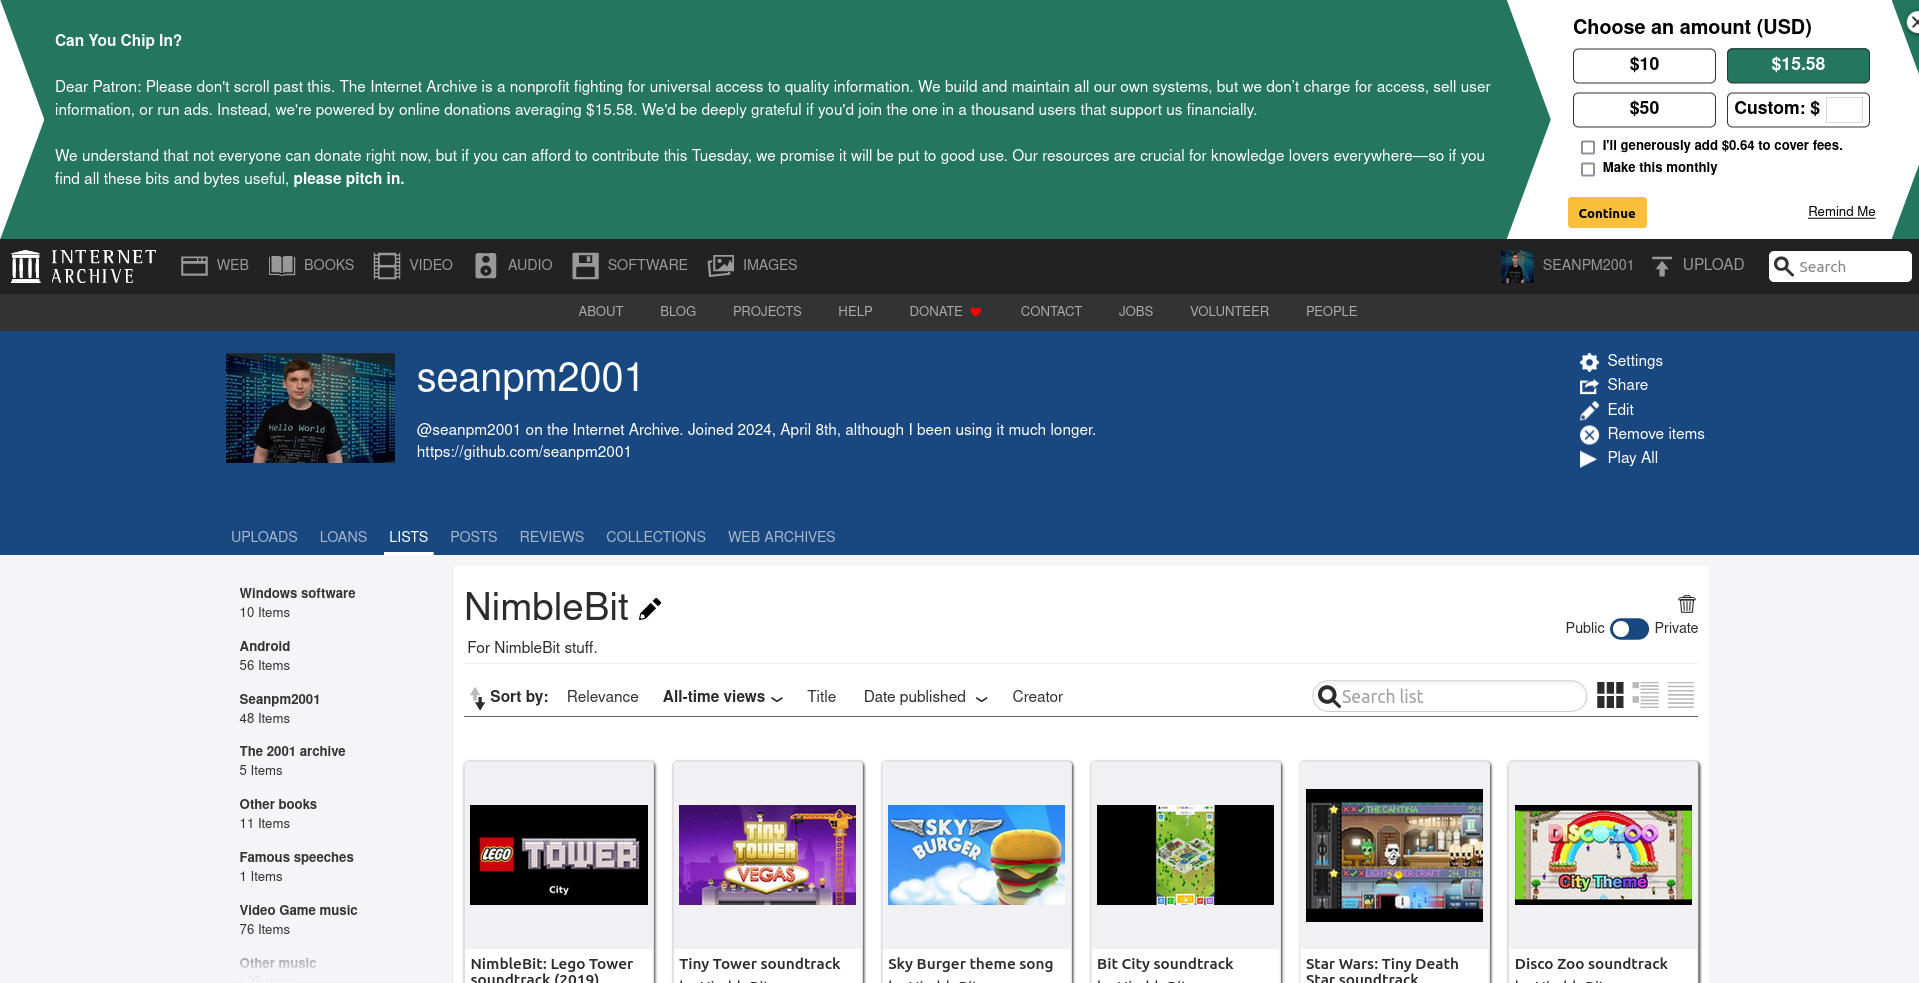 Can You Chip In?
Dear Patron: Please don't scroll past this. The Internet Archive is a nonprofit fighting for universal access to quality information. We build and maintain all our own systems, but we don't charge for access, sell user
information, or run ads. Instead, we're powered by online donations averaging $15.58. We'd be deeply grateful if you'd join the one in a thousand users that support us financially.
We understand that not everyone can donate right now, but if you can afford to contribute this Tuesday, we promise it will be put to good use. Our resources are crucial for knowledge lovers everywhere—so if you
find all these bits and bytes useful, please pitch in.
Choose an amount (USD)
$10
$15.58
$50
Custom: $
I'll generously add $0.64 to cover fees.
Make this monthly
Continue
Remind Me
INTERNET
ARCHIVE
WEB
BOOKS
VIDEO
AUDIO
SOFTWARE
IMAGES
SEANPM2001
UPLOAD
Search
ABOUT
BLOG
PROJECTS
HELP
DONATE
CONTACT
JOBS
VOLUNTEER
PEOPLE
Hello World
seanpm2001
@seanpm2001 on the Internet Archive. Joined 2024, April 8th, although I been using it much longer.
https://github.com/seanpm2001
Settings
Share
Edit
Remove items
Play All
UPLOADS
LOANS
LISTS
POSTS
REVIEWS
COLLECTIONS
WEB ARCHIVES
Windows software
10 Items
Android
56 Items
Seanpm2001
48 Items
The 2001 archive
5 Items
Other books
11 Items
Famous speeches
1 Items
Video Game music
76 Items
Other music
NimbleBit
For NimbleBit stuff.
Public
Private
Sort by:
Relevance
All-time views
Title
Date published
Creator
Search list
LEGO TOWER
City
TINY
TOWER
VEGAS
SKY
BURGER
THE CANTINA
DISCO ZOO
City Theme
NimbleBit: Lego Tower
soundtrack (2019)
Tiny Tower soundtrack
Sky Burger theme song
Bit City soundtrack
Star Wars: Tiny Death
Star soundtrack
Disco Zoo soundtrack